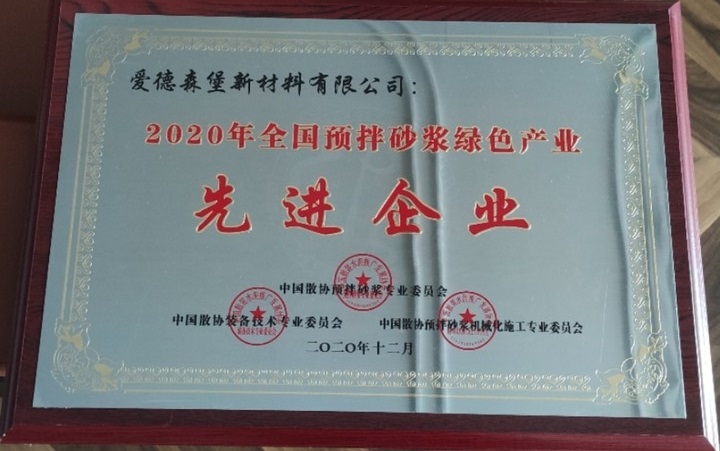 爱德森堡新材料有限公司：
2020年全国预拌砂浆绿色产业
先进企业
中国散协预拌砂浆专业委员会
中国散协装备技术专业委员会
中国散协预拌砂浆机械化施工专业委员会
二〇二〇年十二月